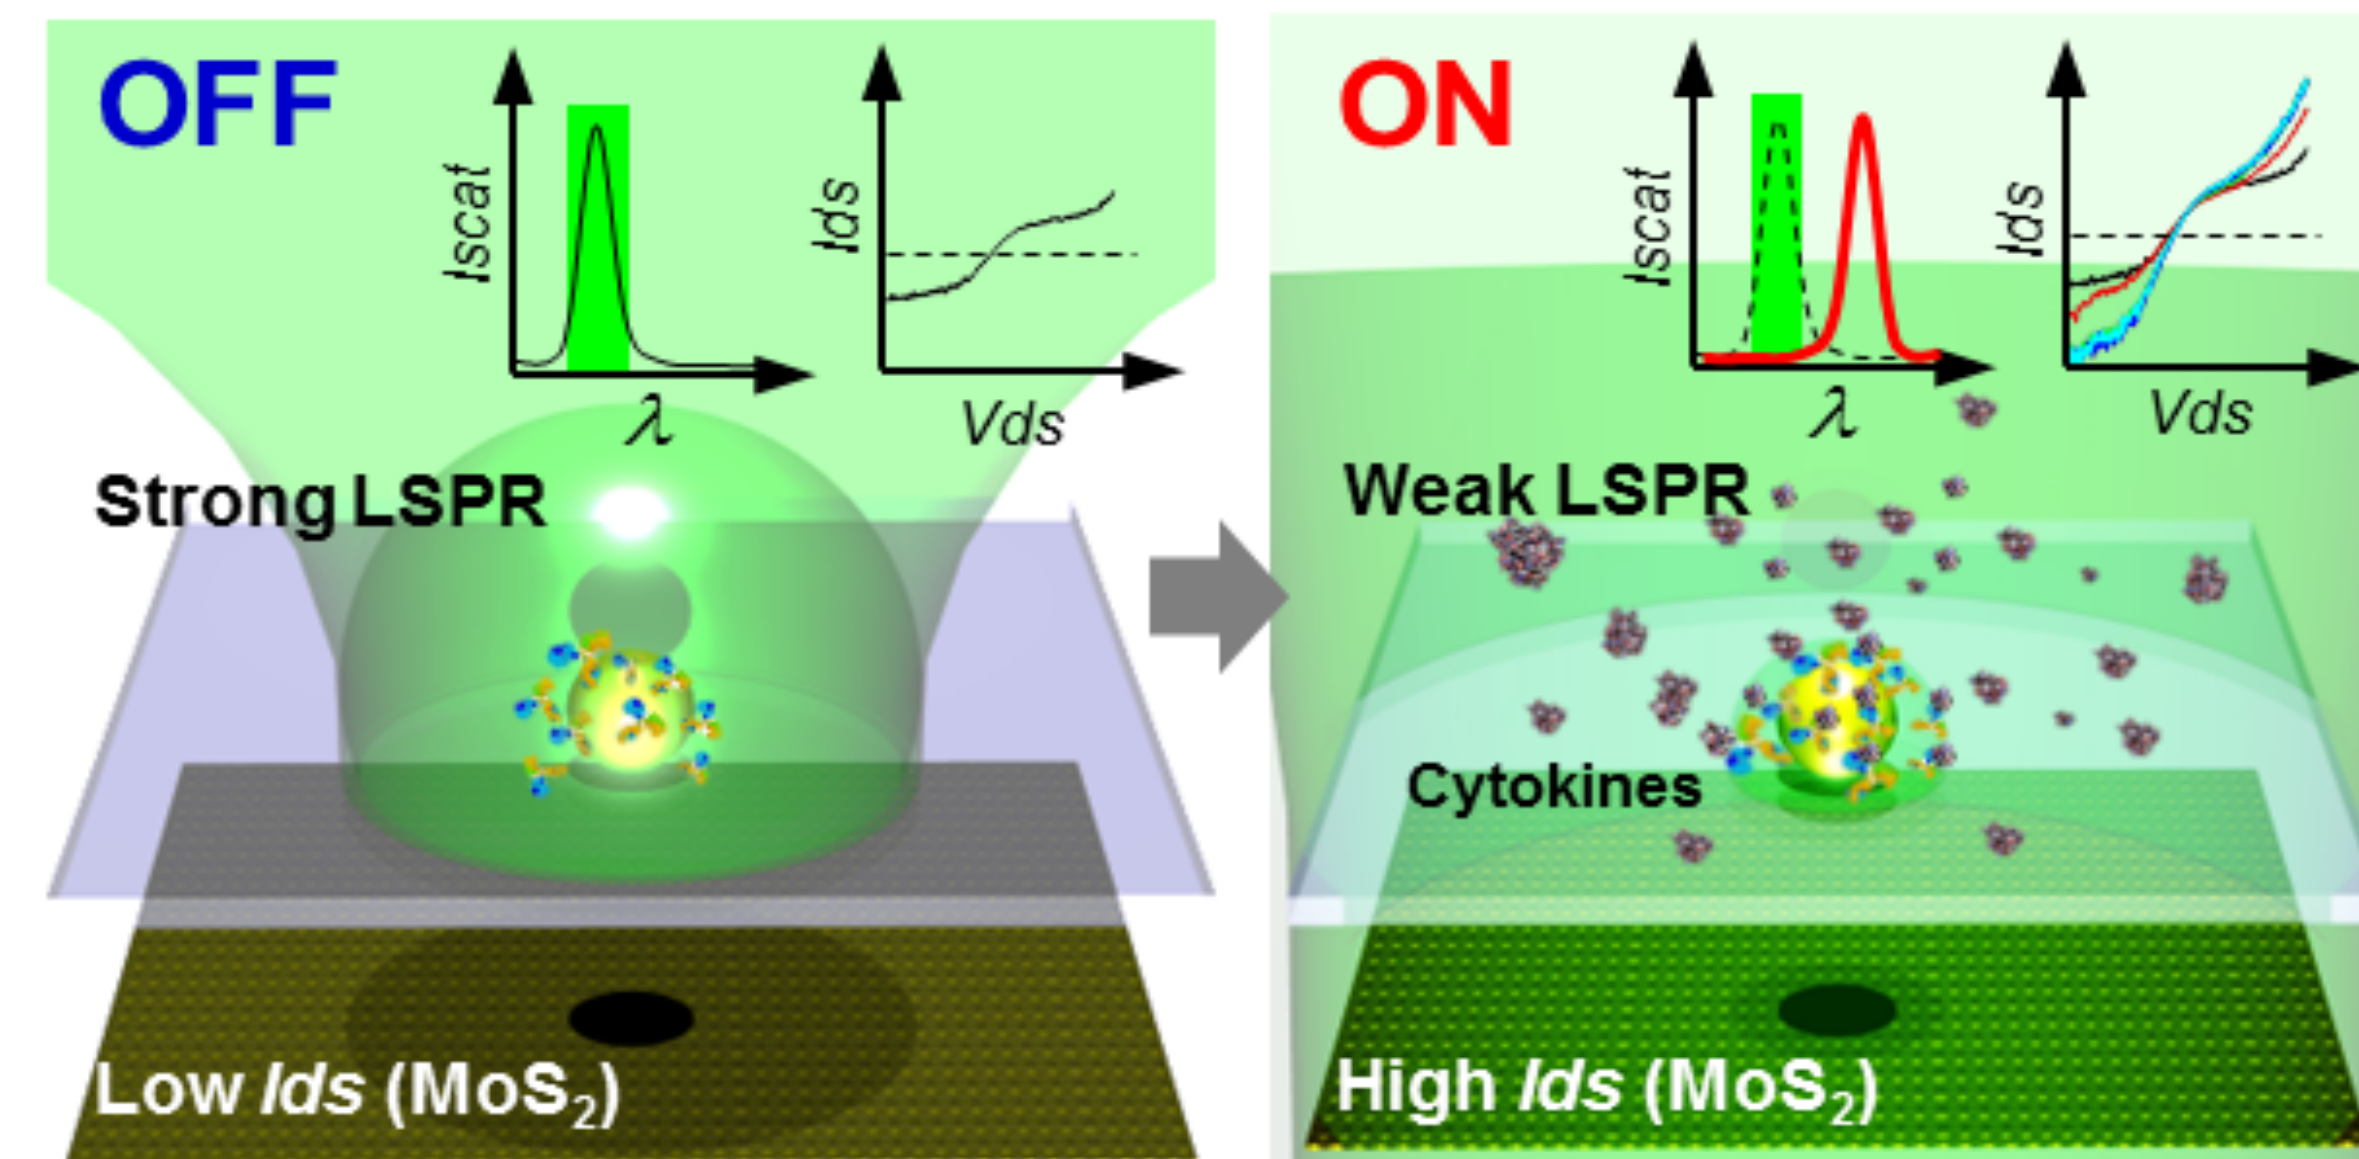 OFF
Iscat
λ
Ids
Vds
Strong LSPR
Low Ids (MoS₂)
ON
Iscat
λ
Ids
Vds
Weak LSPR
Cytokines
High Ids (MoS₂)